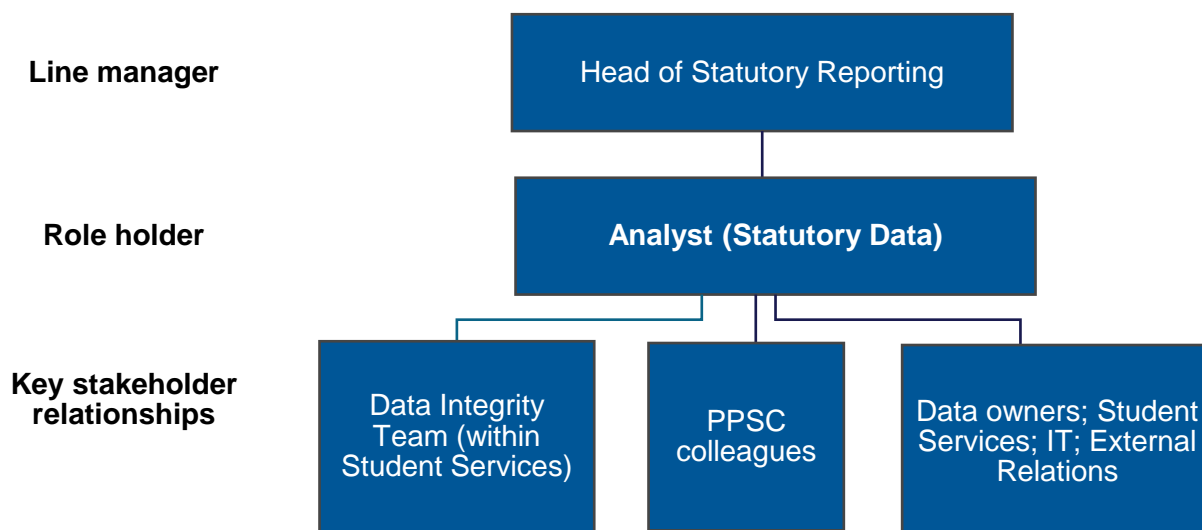 Line manager
Head of Statutory Reporting
Role holder
Analyst (Statutory Data)
Key stakeholder
relationships
Data Integrity
Team (within
Student Services)
PPSC
colleagues
Data owners; Student
Services; IT; External
Relations